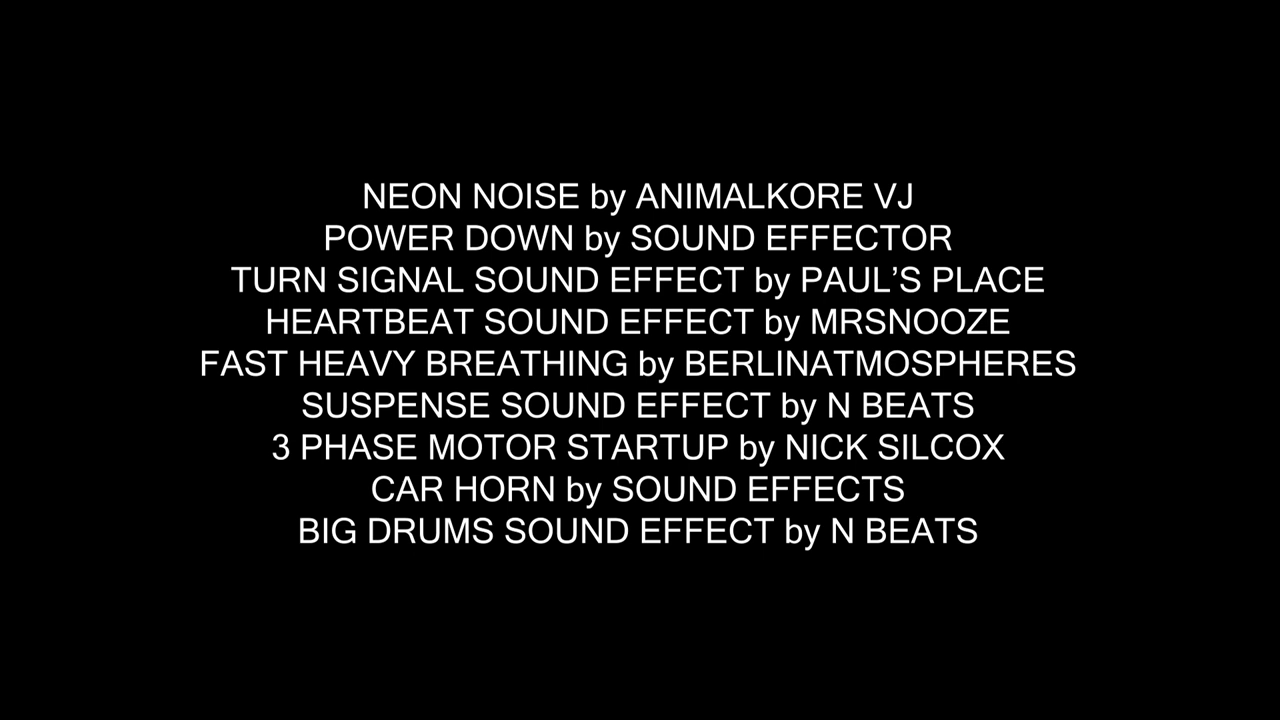 NEON NOISE by ANIMALKORE VJ
POWER DOWN by SOUND EFFECTOR
TURN SIGNAL SOUND EFFECT by PAUL’S PLACE
HEARTBEAT SOUND EFFECT by MRSNOOZE
FAST HEAVY BREATHING by BERLINATMOSPHERES
SUSPENSE SOUND EFFECT by N BEATS
3 PHASE MOTOR STARTUP by NICK SILCOX
CAR HORN by SOUND EFFECTS
BIG DRUMS SOUND EFFECT by N BEATS